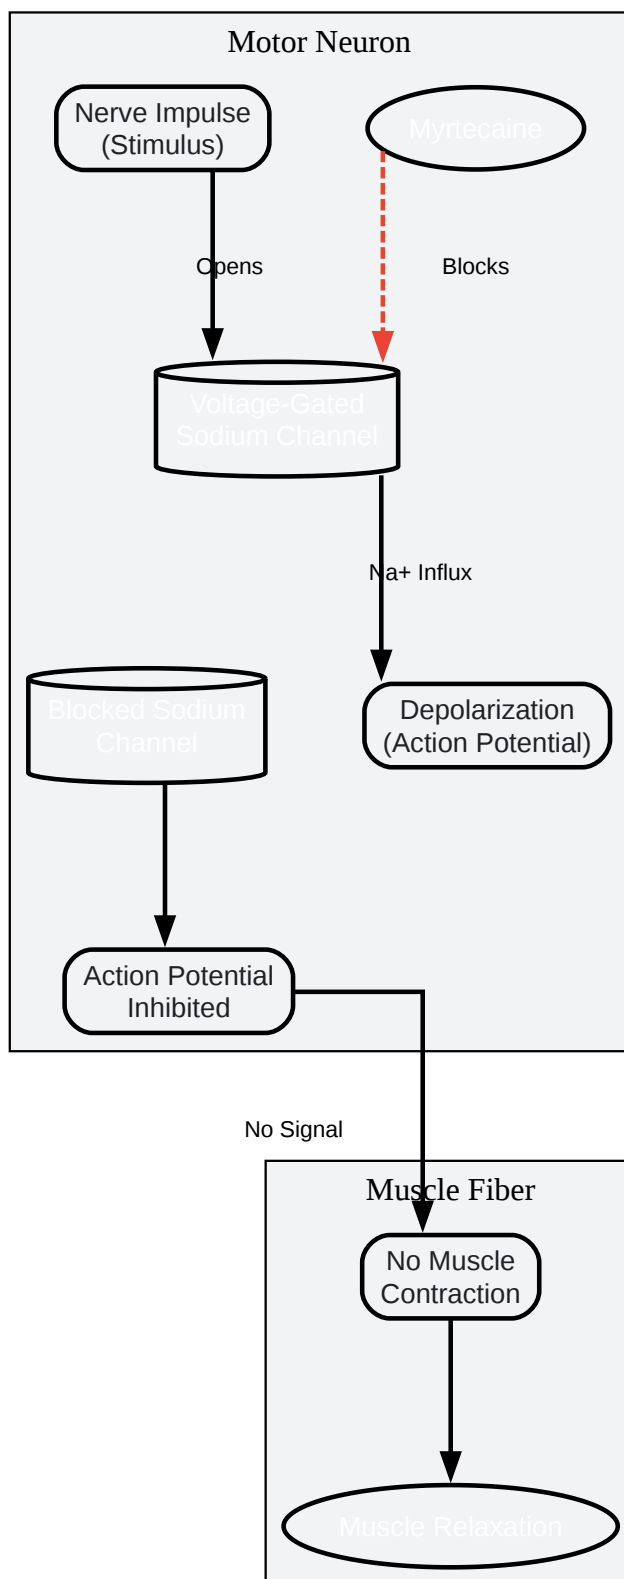 Motor Neuron
Nerve Impulse
(Stimulus)
Myrtecaine
Opens
Blocks
Voltage-Gated
Sodium Channel
Na+ Influx
Blocked Sodium
Channel
Depolarization
(Action Potential)
Action Potential
Inhibited
No Signal
Muscle Fiber
No Muscle
Contraction
Muscle Relaxation